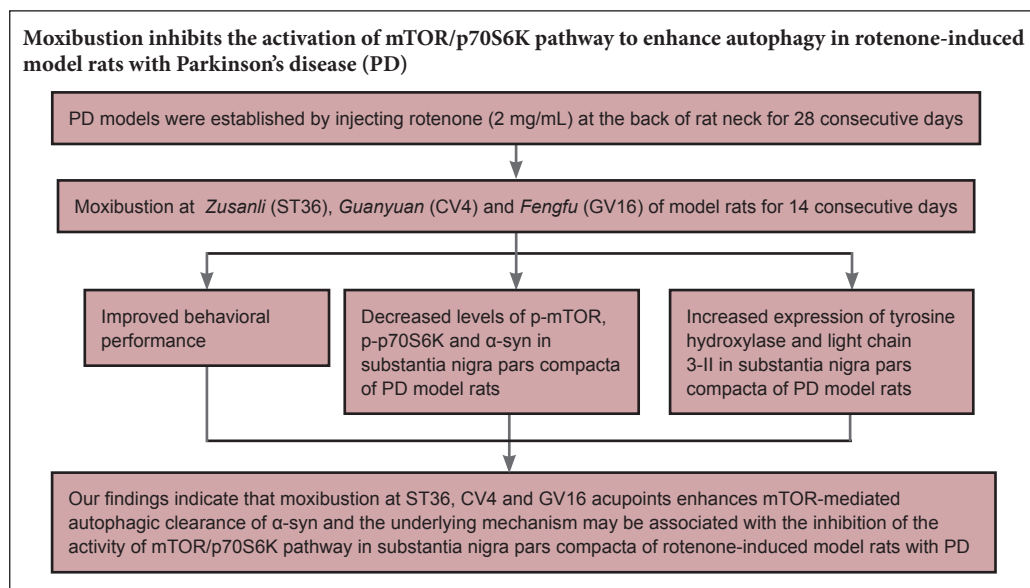 Moxibustion inhibits the activation of mTOR/p70S6K pathway to enhance autophagy in rotenone-induced
model rats with Parkinson's disease (PD)
PD models were established by injecting rotenone (2 mg/mL) at the back of rat neck for 28 consecutive days
Moxibustion at Zusanli (ST36), Guanyuan (CV4) and Fengfu (GV16) of model rats for 14 consecutive days
Improved behavioral
performance
Decreased levels of p-mTOR,
p-p70S6K and α-syn in
substantia nigra pars compacta
of PD model rats
Increased expression of tyrosine
hydroxylase and light chain
3-II in substantia nigra pars
compacta of PD model rats
Our findings indicate that moxibustion at ST36, CV4 and GV16 acupoints enhances mTOR-mediated
autophagic clearance of α-syn and the underlying mechanism may be associated with the inhibition of the
activity of mTOR/p70S6K pathway in substantia nigra pars compacta of rotenone-induced model rats with PD